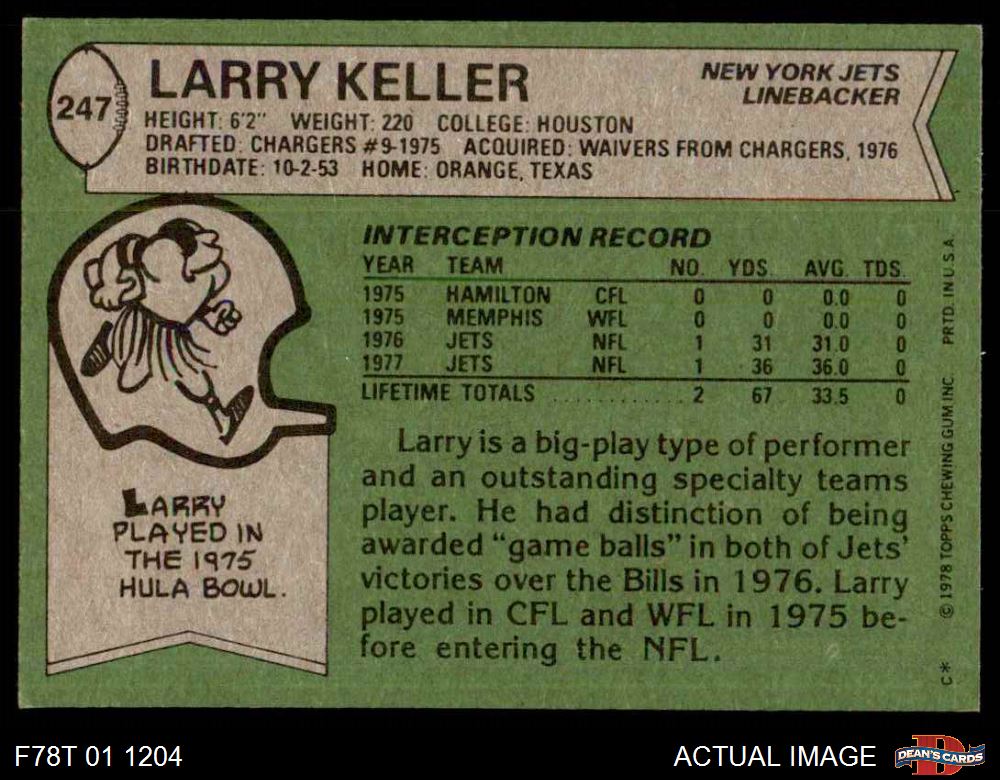 247
LARRY KELLER
NEW YORK JETS
LINEBACKER
HEIGHT: 6'2" WEIGHT: 220 COLLEGE: HOUSTON
DRAFTED: CHARGERS #9-1975 ACQUIRED: WAIVERS FROM CHARGERS, 1976
BIRTHDATE: 10-2-53 HOME: ORANGE, TEXAS
INTERCEPTION RECORD
YEAR TEAM NO. YDS. AVG. TDS.
1975 HAMILTON CFL 0 0 0.0 0
1975 MEMPHIS WFL 0 0 0.0 0
1976 JETS NFL 1 31 31.0 0
1977 JETS NFL 1 36 36.0 0
LIFETIME TOTALS ............. 2 67 33.5 0
Larry is a big-play type of performer
and an outstanding specialty teams
player. He had distinction of being
awarded “game balls” in both of Jets’
victories over the Bills in 1976. Larry
played in CFL and WFL in 1975 be-
fore entering the NFL.
LARRY
PLAYED IN
THE 1975
HULA BOWL.
C* © 1978 TOPPS CHEWING GUM INC. PRTD. IN U.S.A.
F78T 01 1204
ACTUAL IMAGE
D
DEAN'S CARDS